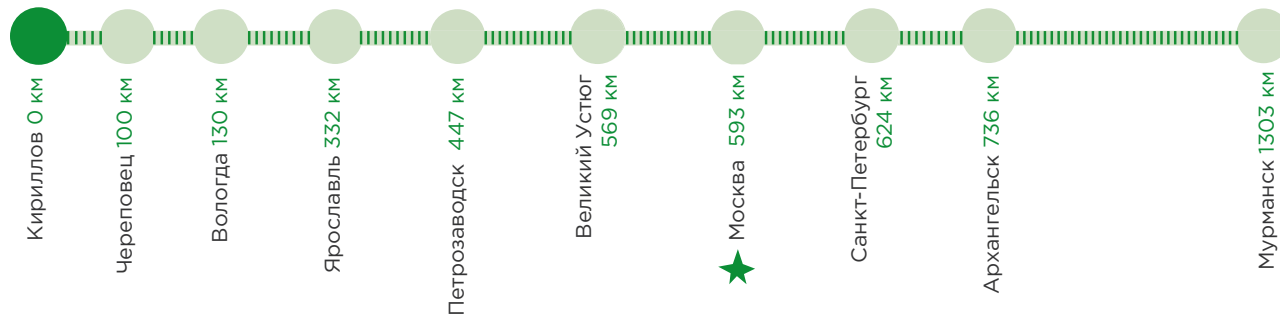 Кириллов 0 км
Череповец 100 км
Вологда 130 км
Ярославль 332 км
Петрозаводск 447 км
Великий Устюг
569 км
Москва 593 км
Санкт-Петербург
624 км
Архангельск 736 км
Мурманск 1303 км